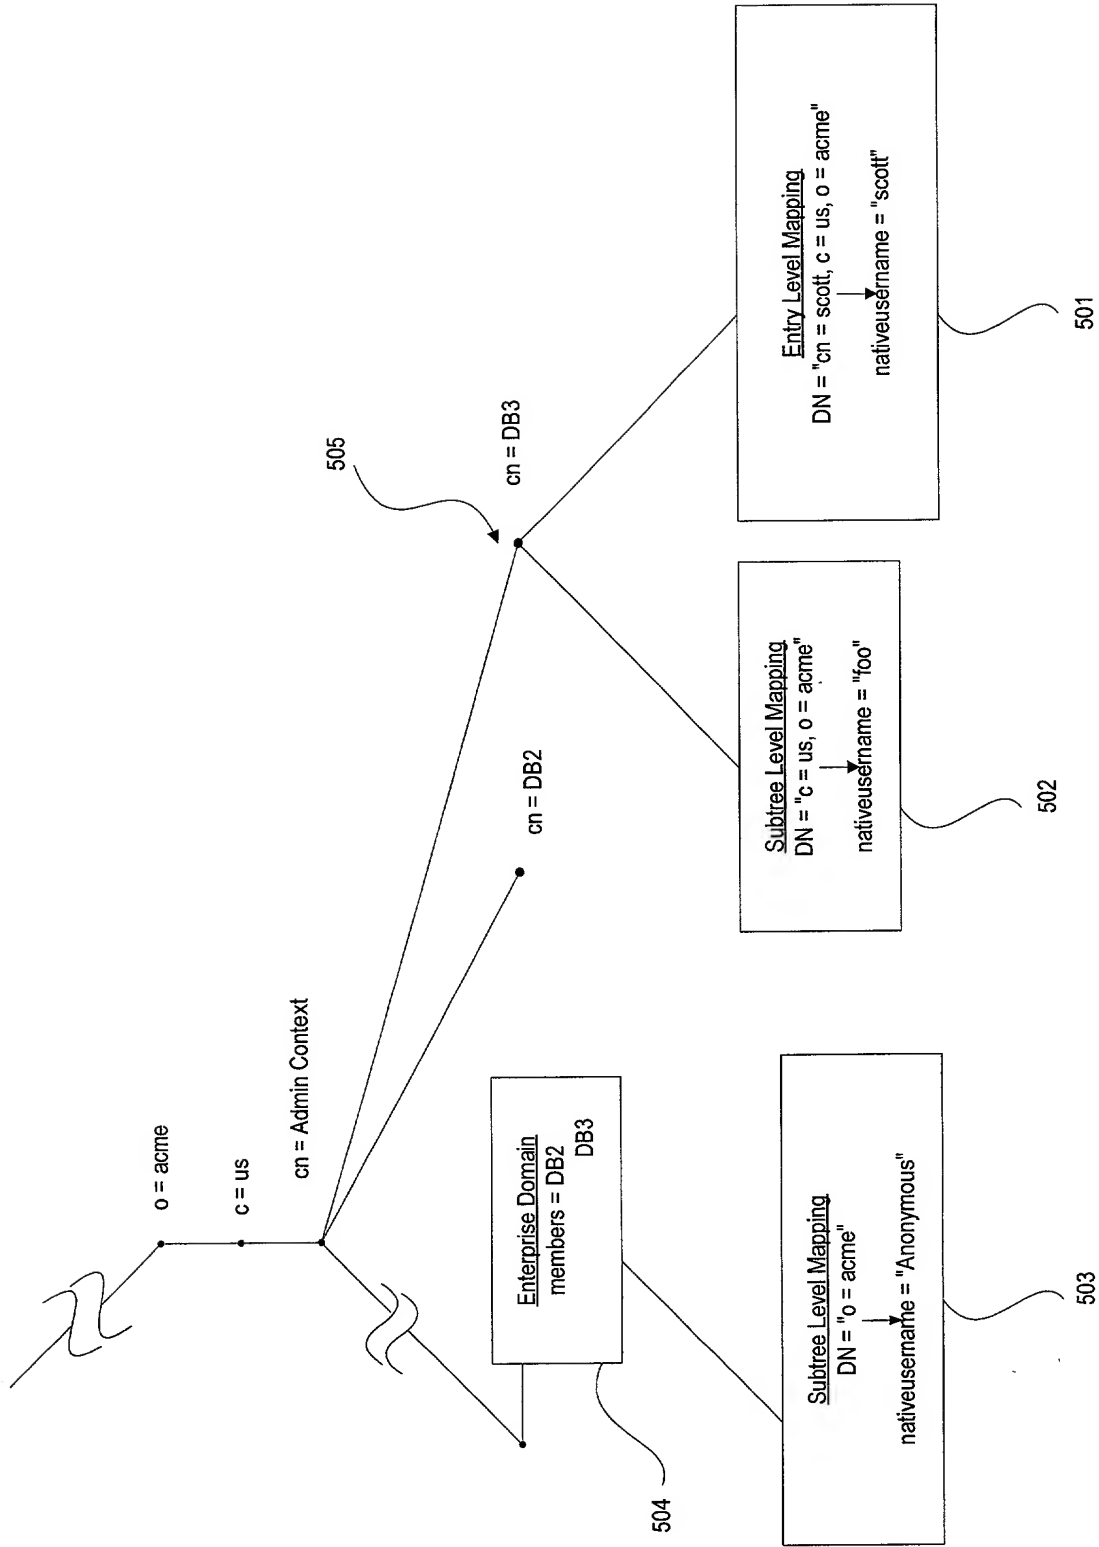 o = acme
c = us
cn = Admin Context
505
cn = DB3
cn = DB2
Enterprise Domain
members = DB2
DB3
504
Subtree Level Mapping
DN = "o = acme"
nativeusername = "Anonymous"
503
Subtree Level Mapping
DN = "c = us, o = acme"
nativeusername = "foo"
502
Entry Level Mapping
DN = "cn = scott, c = us, o = acme"
nativeusername = "scott"
501